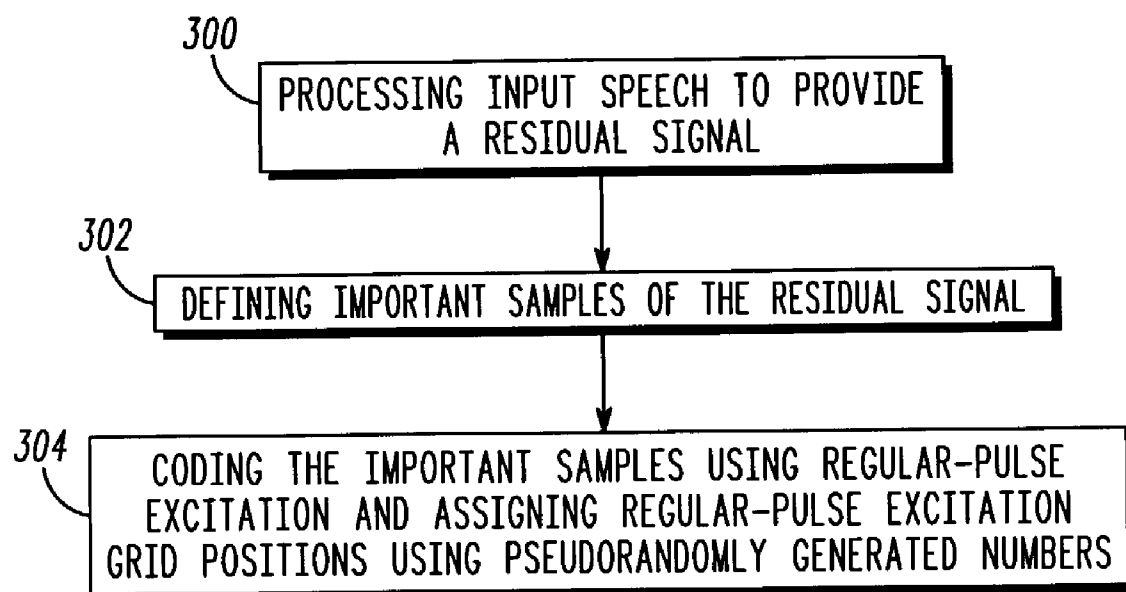 300
PROCESSING INPUT SPEECH TO PROVIDE
A RESIDUAL SIGNAL
302
DEFINING IMPORTANT SAMPLES OF THE RESIDUAL SIGNAL
304
CODING THE IMPORTANT SAMPLES USING REGULAR-PULSE
EXCITATION AND ASSIGNING REGULAR-PULSE EXCITATION
GRID POSITIONS USING PSEUDORANDOMLY GENERATED NUMBERS